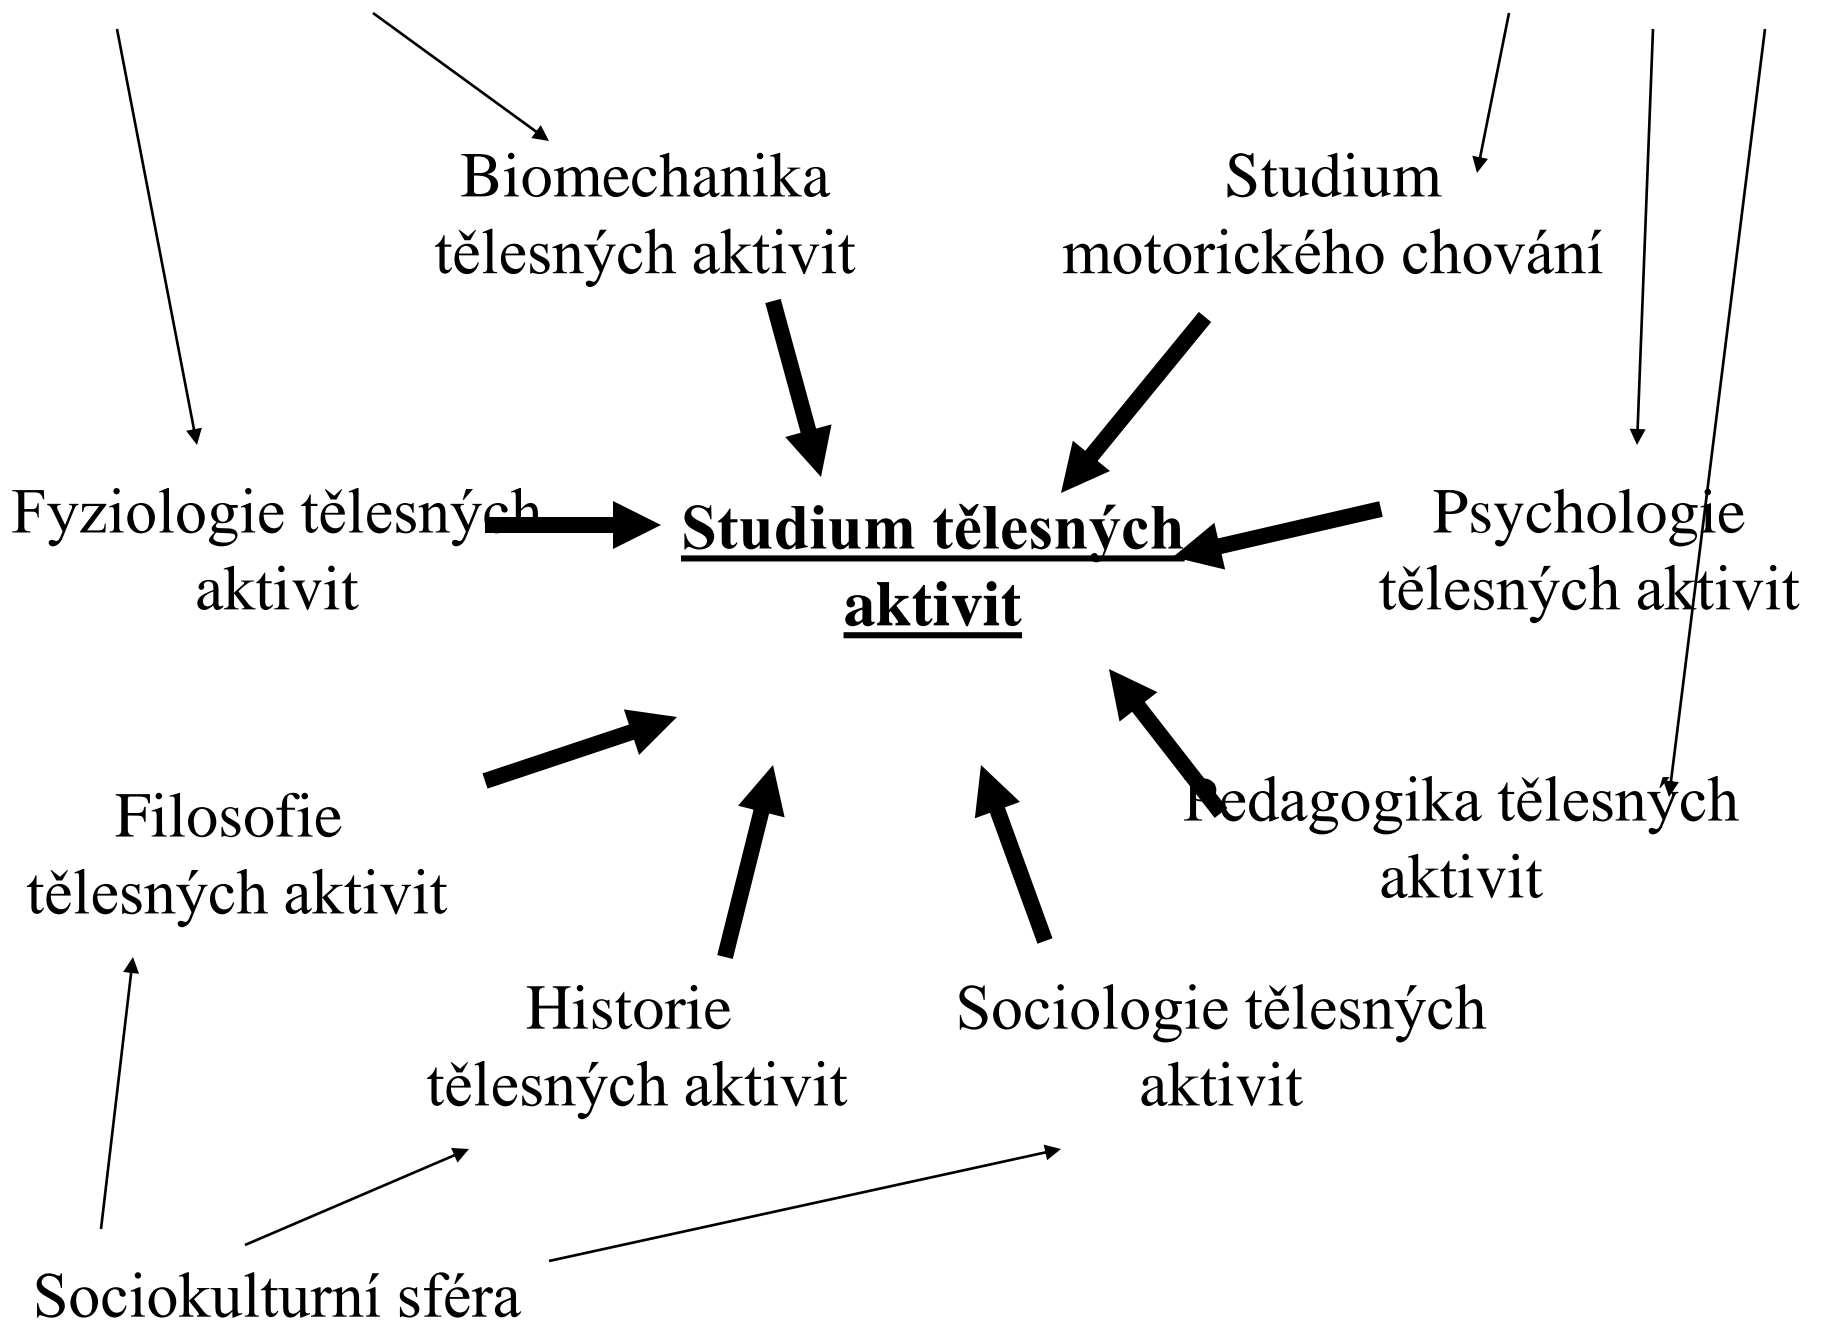 Biomechanika
tělesných aktivit
Studium
motorického chování
Fyziologie tělesných
aktivit
Studium tělesných
aktivit
Psychologie
tělesných aktivit
Filosofie
tělesných aktivit
Pedagogika tělesných
aktivit
Historie
tělesných aktivit
Sociologie tělesných
aktivit
Sociokulturní sféra